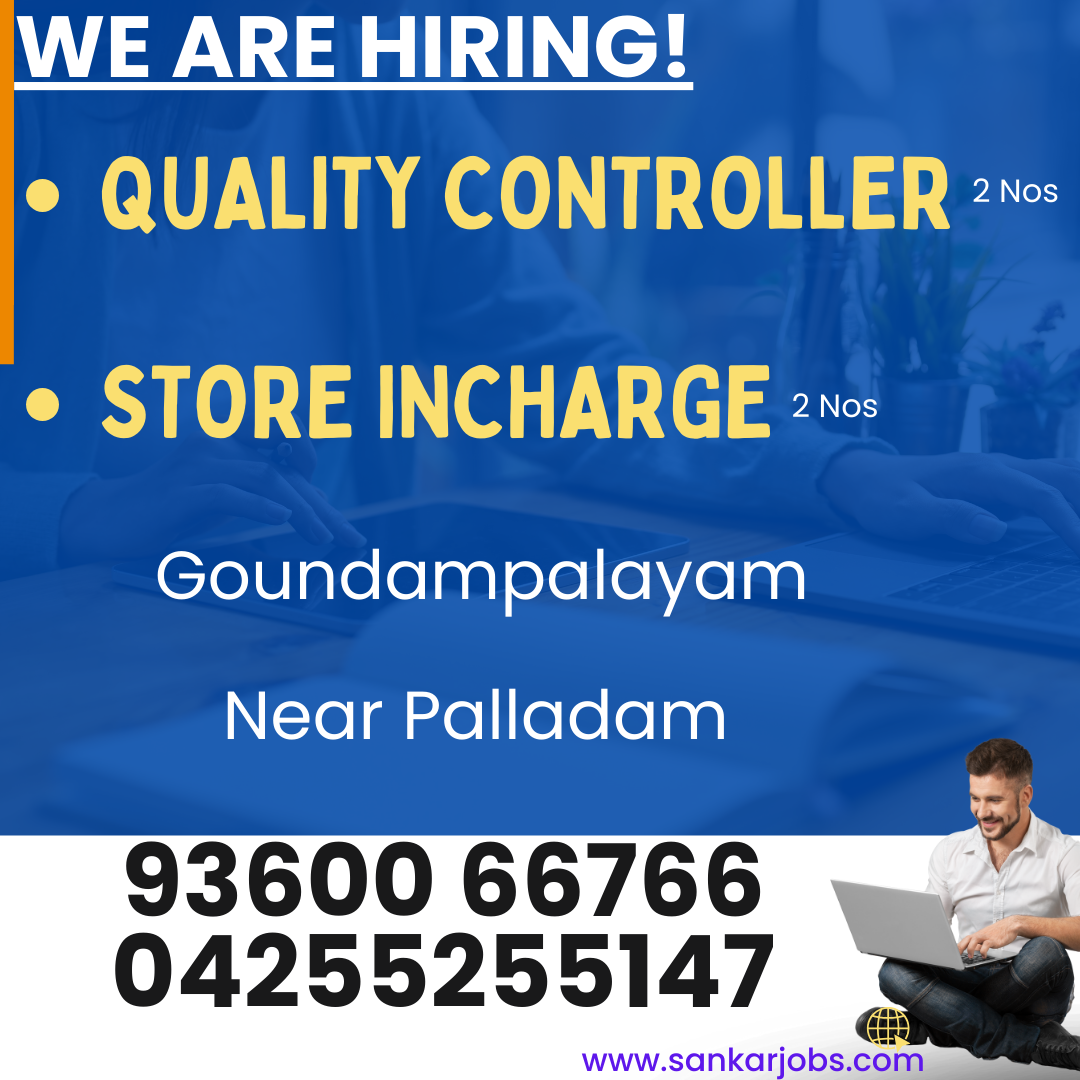 WE ARE HIRING!
• QUALITY CONTROLLER 2 Nos
• STORE INCHARGE 2 Nos
Goundampalayam
Near Palladam
93600 66766
04255255147
www.sankarjobs.com